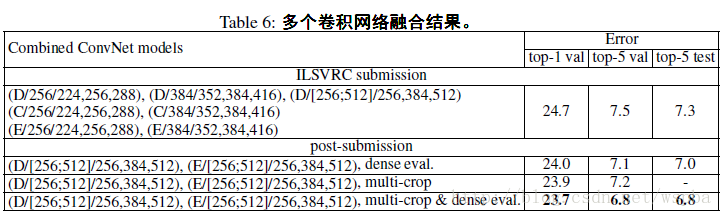 Table 6: 多个卷积网络融合结果。
Combined ConvNet models Error
top-1 val top-5 val top-5 test
ILSVRC submission
(D/256/224,256,288), (D/384/352,384,416), (D/[256;512]/256,384,512)
(C/256/224,256,288), (C/384/352,384,416)
(E/256/224,256,288), (E/384/352,384,416)
24.7 7.5 7.3
post-submission
(D/[256;512]/256,384,512), (E/[256;512]/256,384,512), dense eval. 24.0 7.1 7.0
(D/[256;512]/256,384,512), (E/[256;512]/256,384,512), multi-crop 23.9 7.2 -
(D/[256;512]/256,384,512), (E/[256;512]/256,384,512), multi-crop & dense eval. 23.7 6.8 6.8